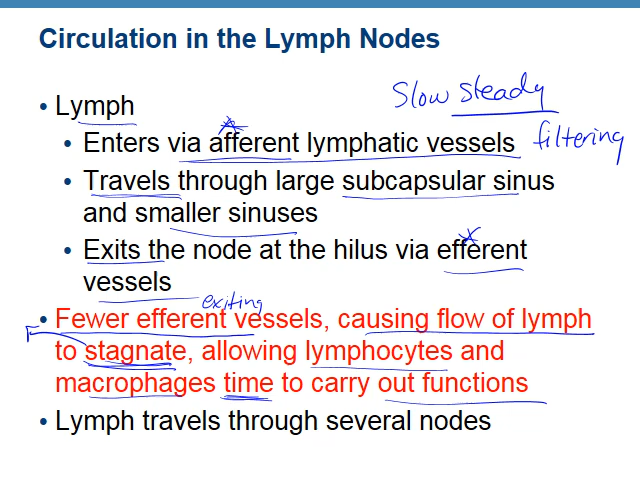 Circulation in the Lymph Nodes
Slow steady
filtering
• Lymph
• Enters via afferent lymphatic vessels
• Travels through large subcapsular sinus
and smaller sinuses
• Exits the node at the hilus via efferent
vessels
exiting
• Fewer efferent vessels, causing flow of lymph
to stagnate, allowing lymphocytes and
macrophages time to carry out functions
• Lymph travels through several nodes